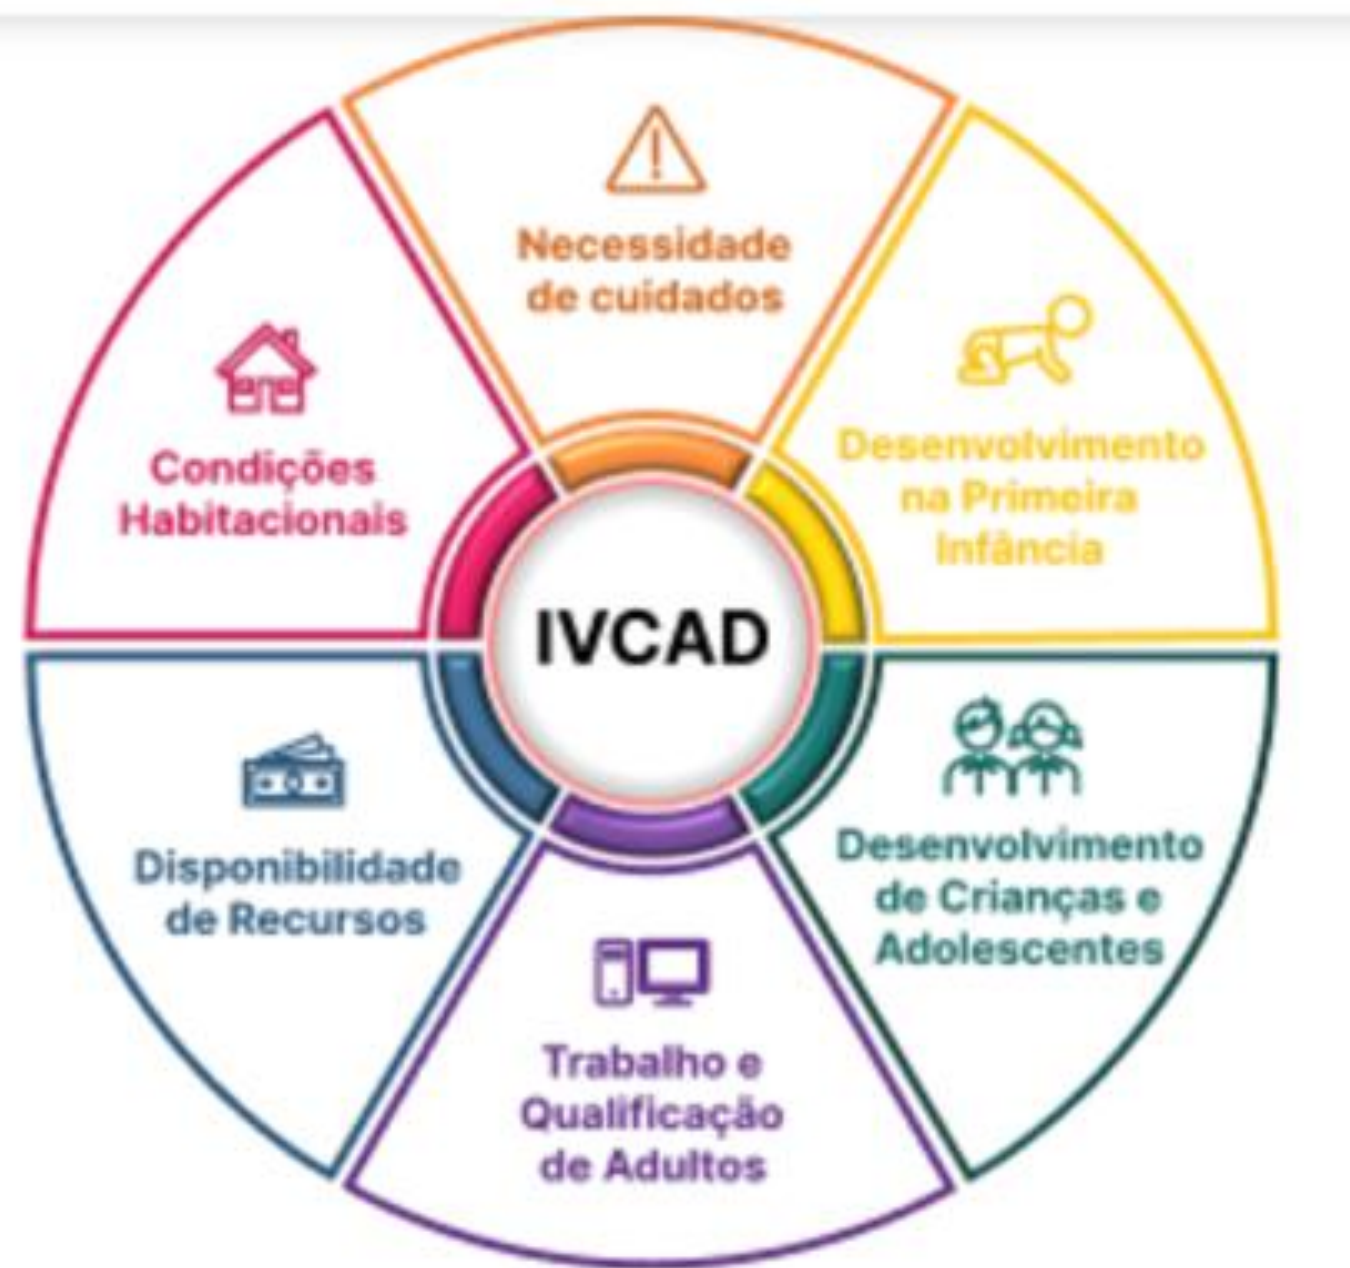 Necessidade
de cuidados
Desenvolvimento
na Primeira
Infância
Desenvolvimento
de Crianças e
Adolescentes
Trabalho e
Qualificação
de Adultos
Disponibilidade
de Recursos
Condições
Habitacionais
IVCAD